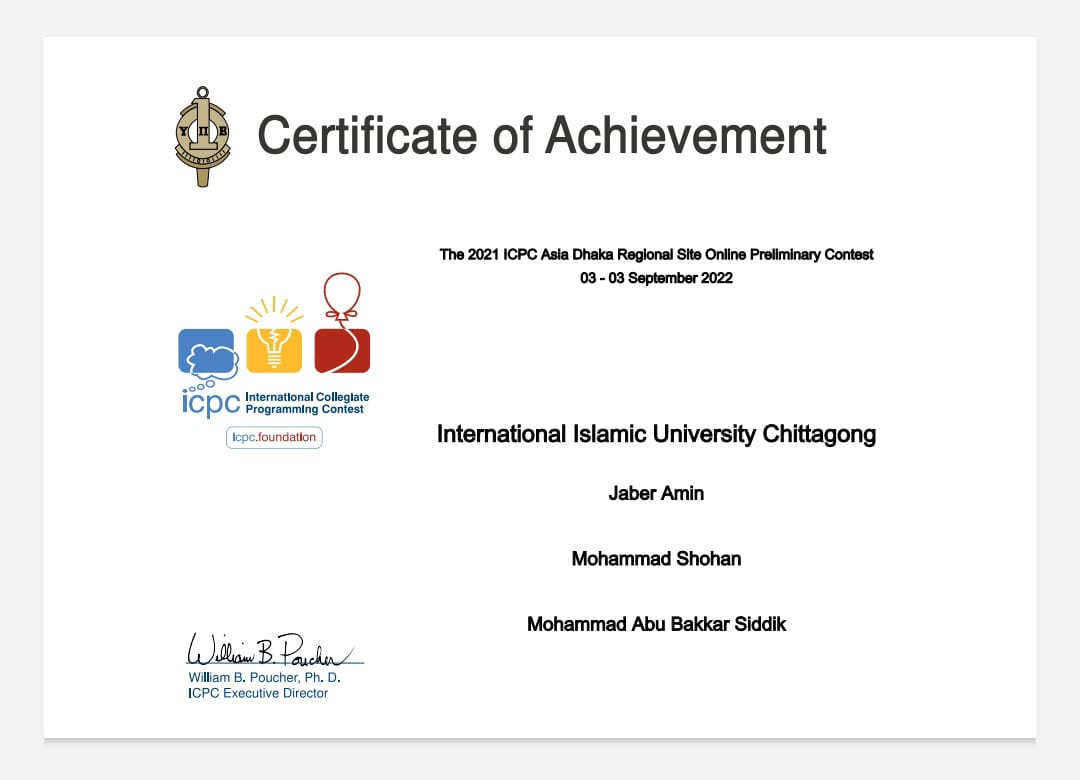 Y Π B
Certificate of Achievement
The 2021 ICPC Asia Dhaka Regional Site Online Preliminary Contest
03 - 03 September 2022
icpc International Collegiate
Programming Contest
icpc.foundation
International Islamic University Chittagong
Jaber Amin
Mohammad Shohan
Mohammad Abu Bakkar Siddik
William B. Poucher
William B. Poucher, Ph. D.
ICPC Executive Director